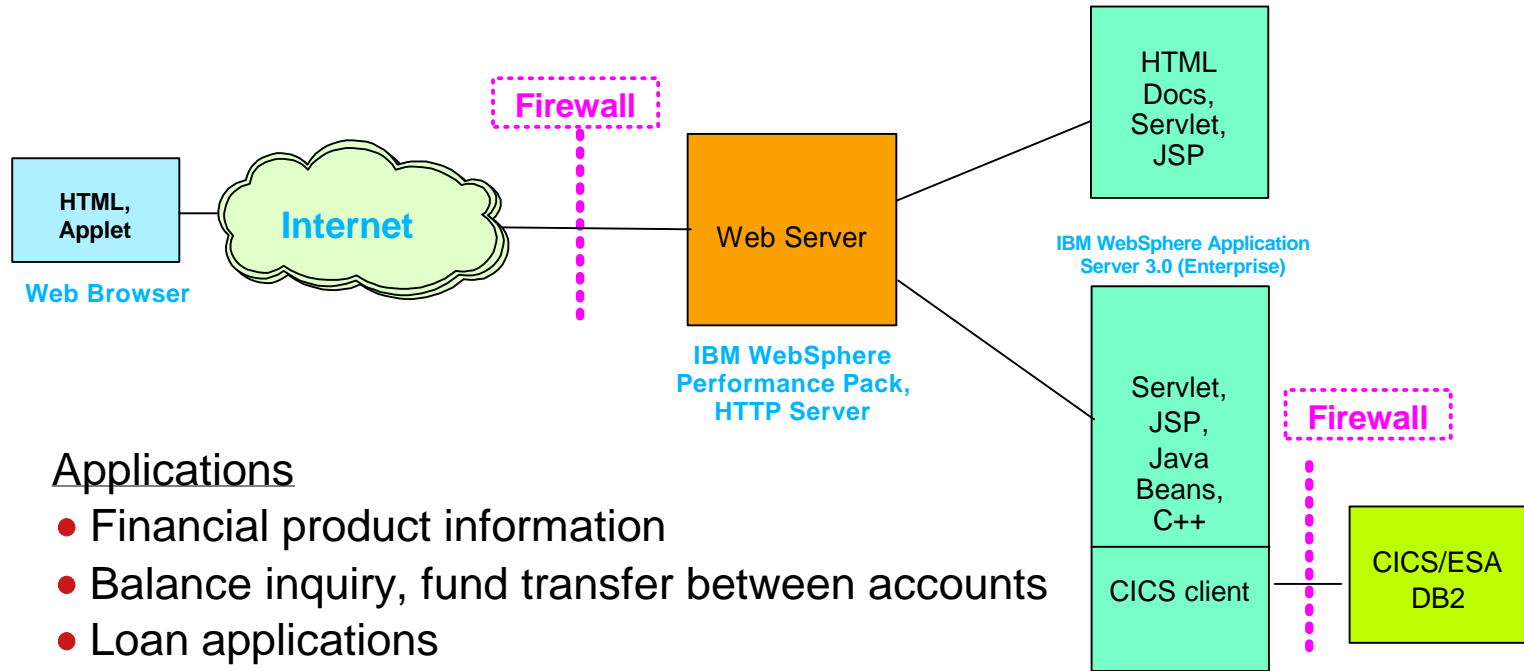 HTML,
Applet
Web Browser
Internet
Firewall
Web Server
IBM WebSphere
Performance Pack,
HTTP Server
HTML
Docs,
Servlet,
JSP
IBM WebSphere Application
Server 3.0 (Enterprise)
Servlet,
JSP,
Java
Beans,
C++
CICS client
Firewall
CICS/ESA
DB2
Applications
• Financial product information
• Balance inquiry, fund transfer between accounts
• Loan applications